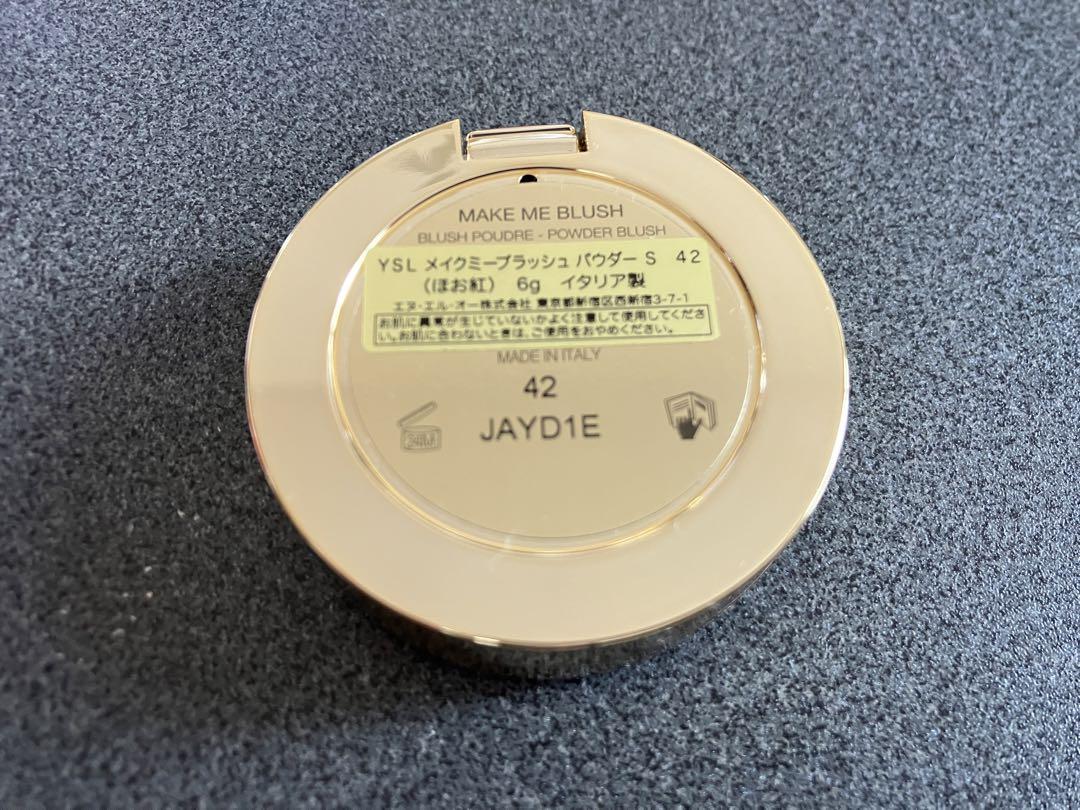 MAKE ME BLUSH
BLUSH POUDRE - POWDER BLUSH
YSL メイクミーブラッシュ パウダー S 42
（ほお紅） 6g イタリア製
エヌ・エル・オー株式会社 東京都新宿区西新宿3-7-1
お肌に異常が生じていないかよく注意して使用してくださ
い。お肌に合わないときは、ご使用をおやめください。
MADE IN ITALY
42
24M
JAYD1E